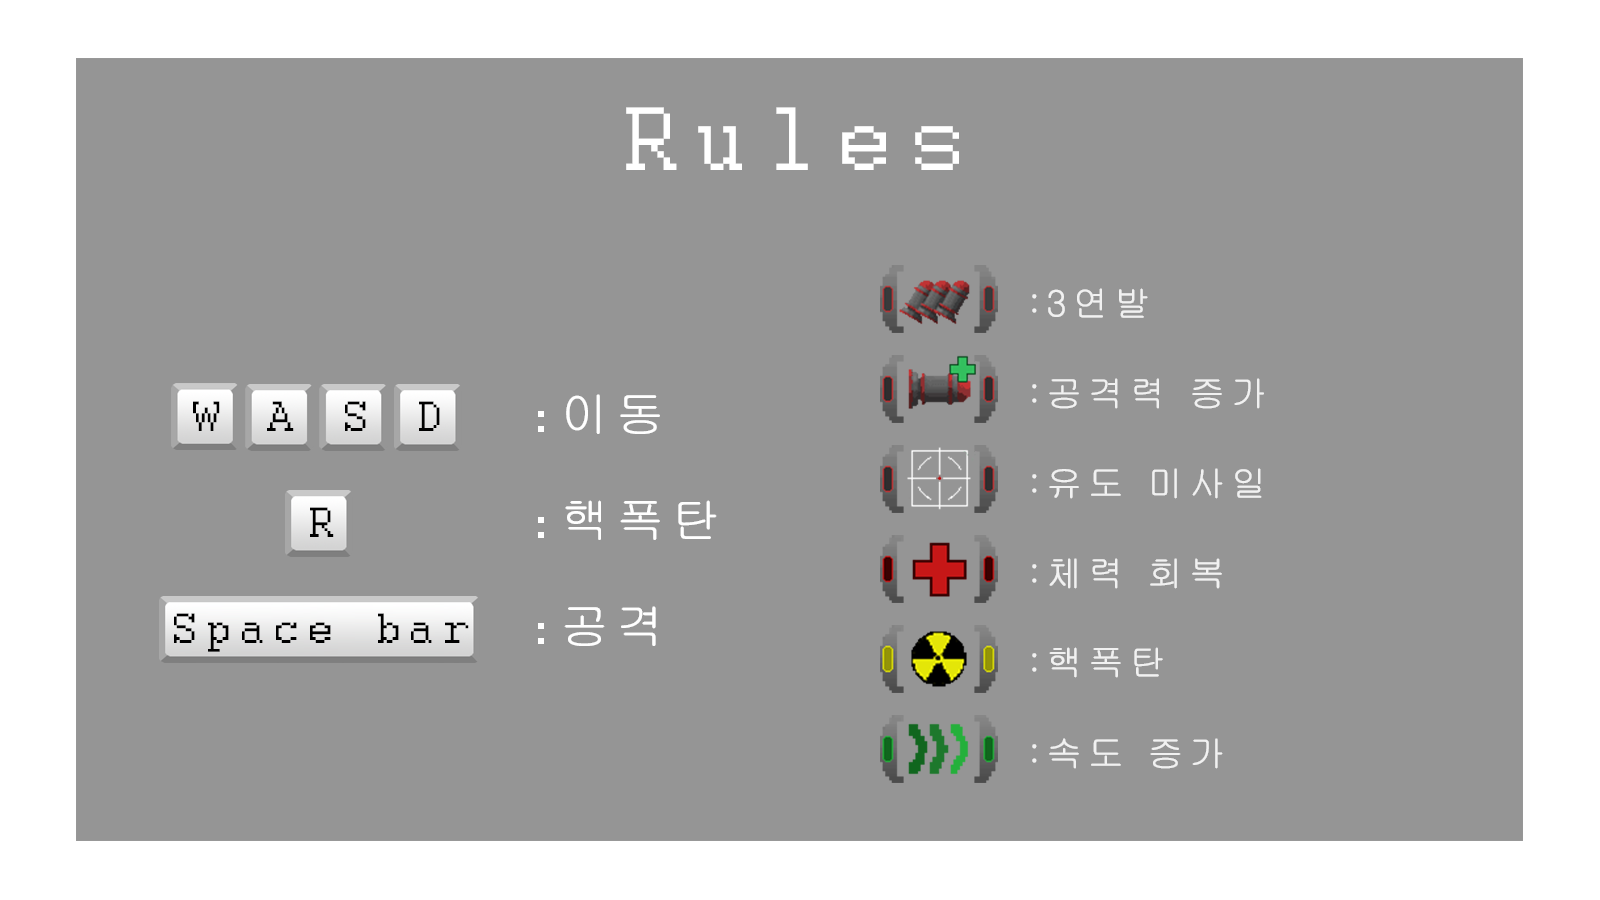 Rules
W A S D : 이동
R : 핵폭탄
Space bar : 공격
:3연발
:공격력 증가
:유도 미사일
:체력 회복
:핵폭탄
:속도 증가